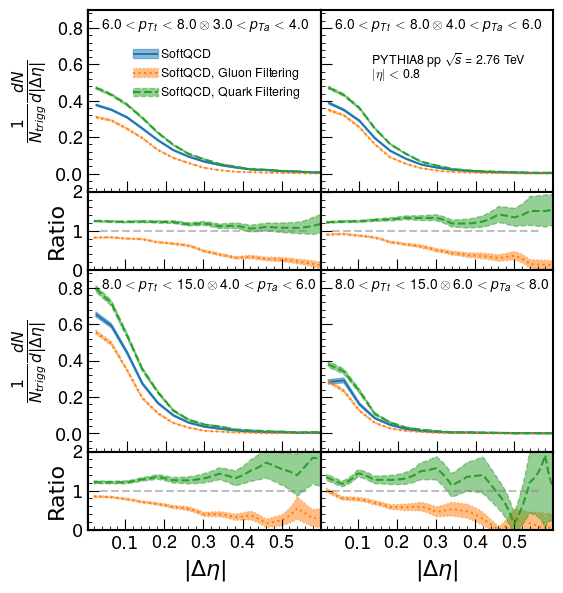 6.0 < p_{Tt} < 8.0 ⊗ 3.0 < p_{Ta} < 4.0
6.0 < p_{Tt} < 8.0 ⊗ 4.0 < p_{Ta} < 6.0
SoftQCD
SoftQCD, Gluon Filtering
SoftQCD, Quark Filtering
PYTHIA8 pp √s = 2.76 TeV
|η| < 0.8
\frac{1}{N_{trigg}} \frac{dN}{d|Δη|}
0.8
0.6
0.4
0.2
0.0
Ratio
2
1
0
8.0 < p_{Tt} < 15.0 ⊗ 4.0 < p_{Ta} < 6.0
8.0 < p_{Tt} < 15.0 ⊗ 6.0 < p_{Ta} < 8.0
\frac{1}{N_{trigg}} \frac{dN}{d|Δη|}
0.8
0.6
0.4
0.2
0.0
Ratio
2
1
0
0.1 0.2 0.3 0.4 0.5 0.1 0.2 0.3 0.4 0.5
|Δη| |Δη|